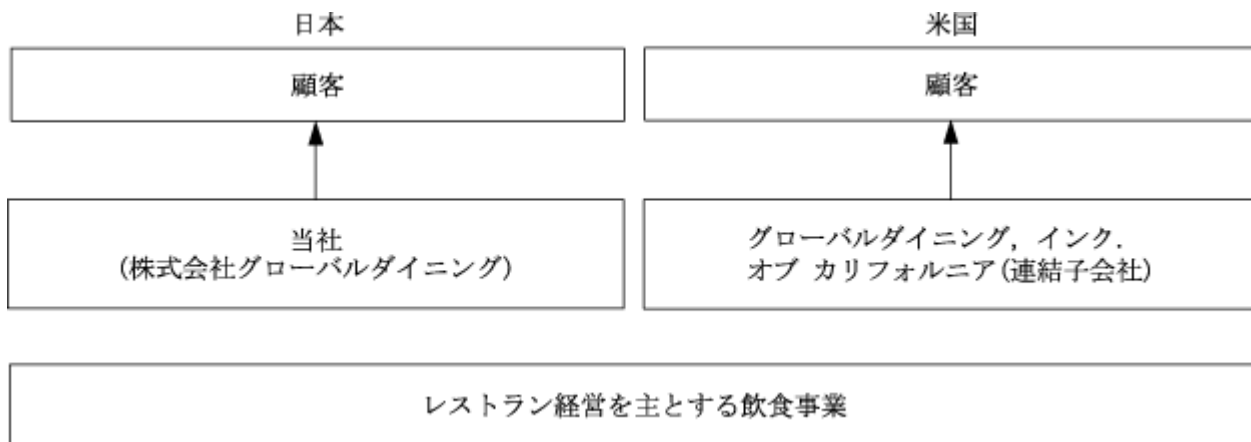 日本
米国
顧客
顧客
当社
(株式会社グローバルダイニング)
グローバルダイニング, インク.
オブ カリフォルニア(連結子会社)
レストラン経営を主とする飲食事業